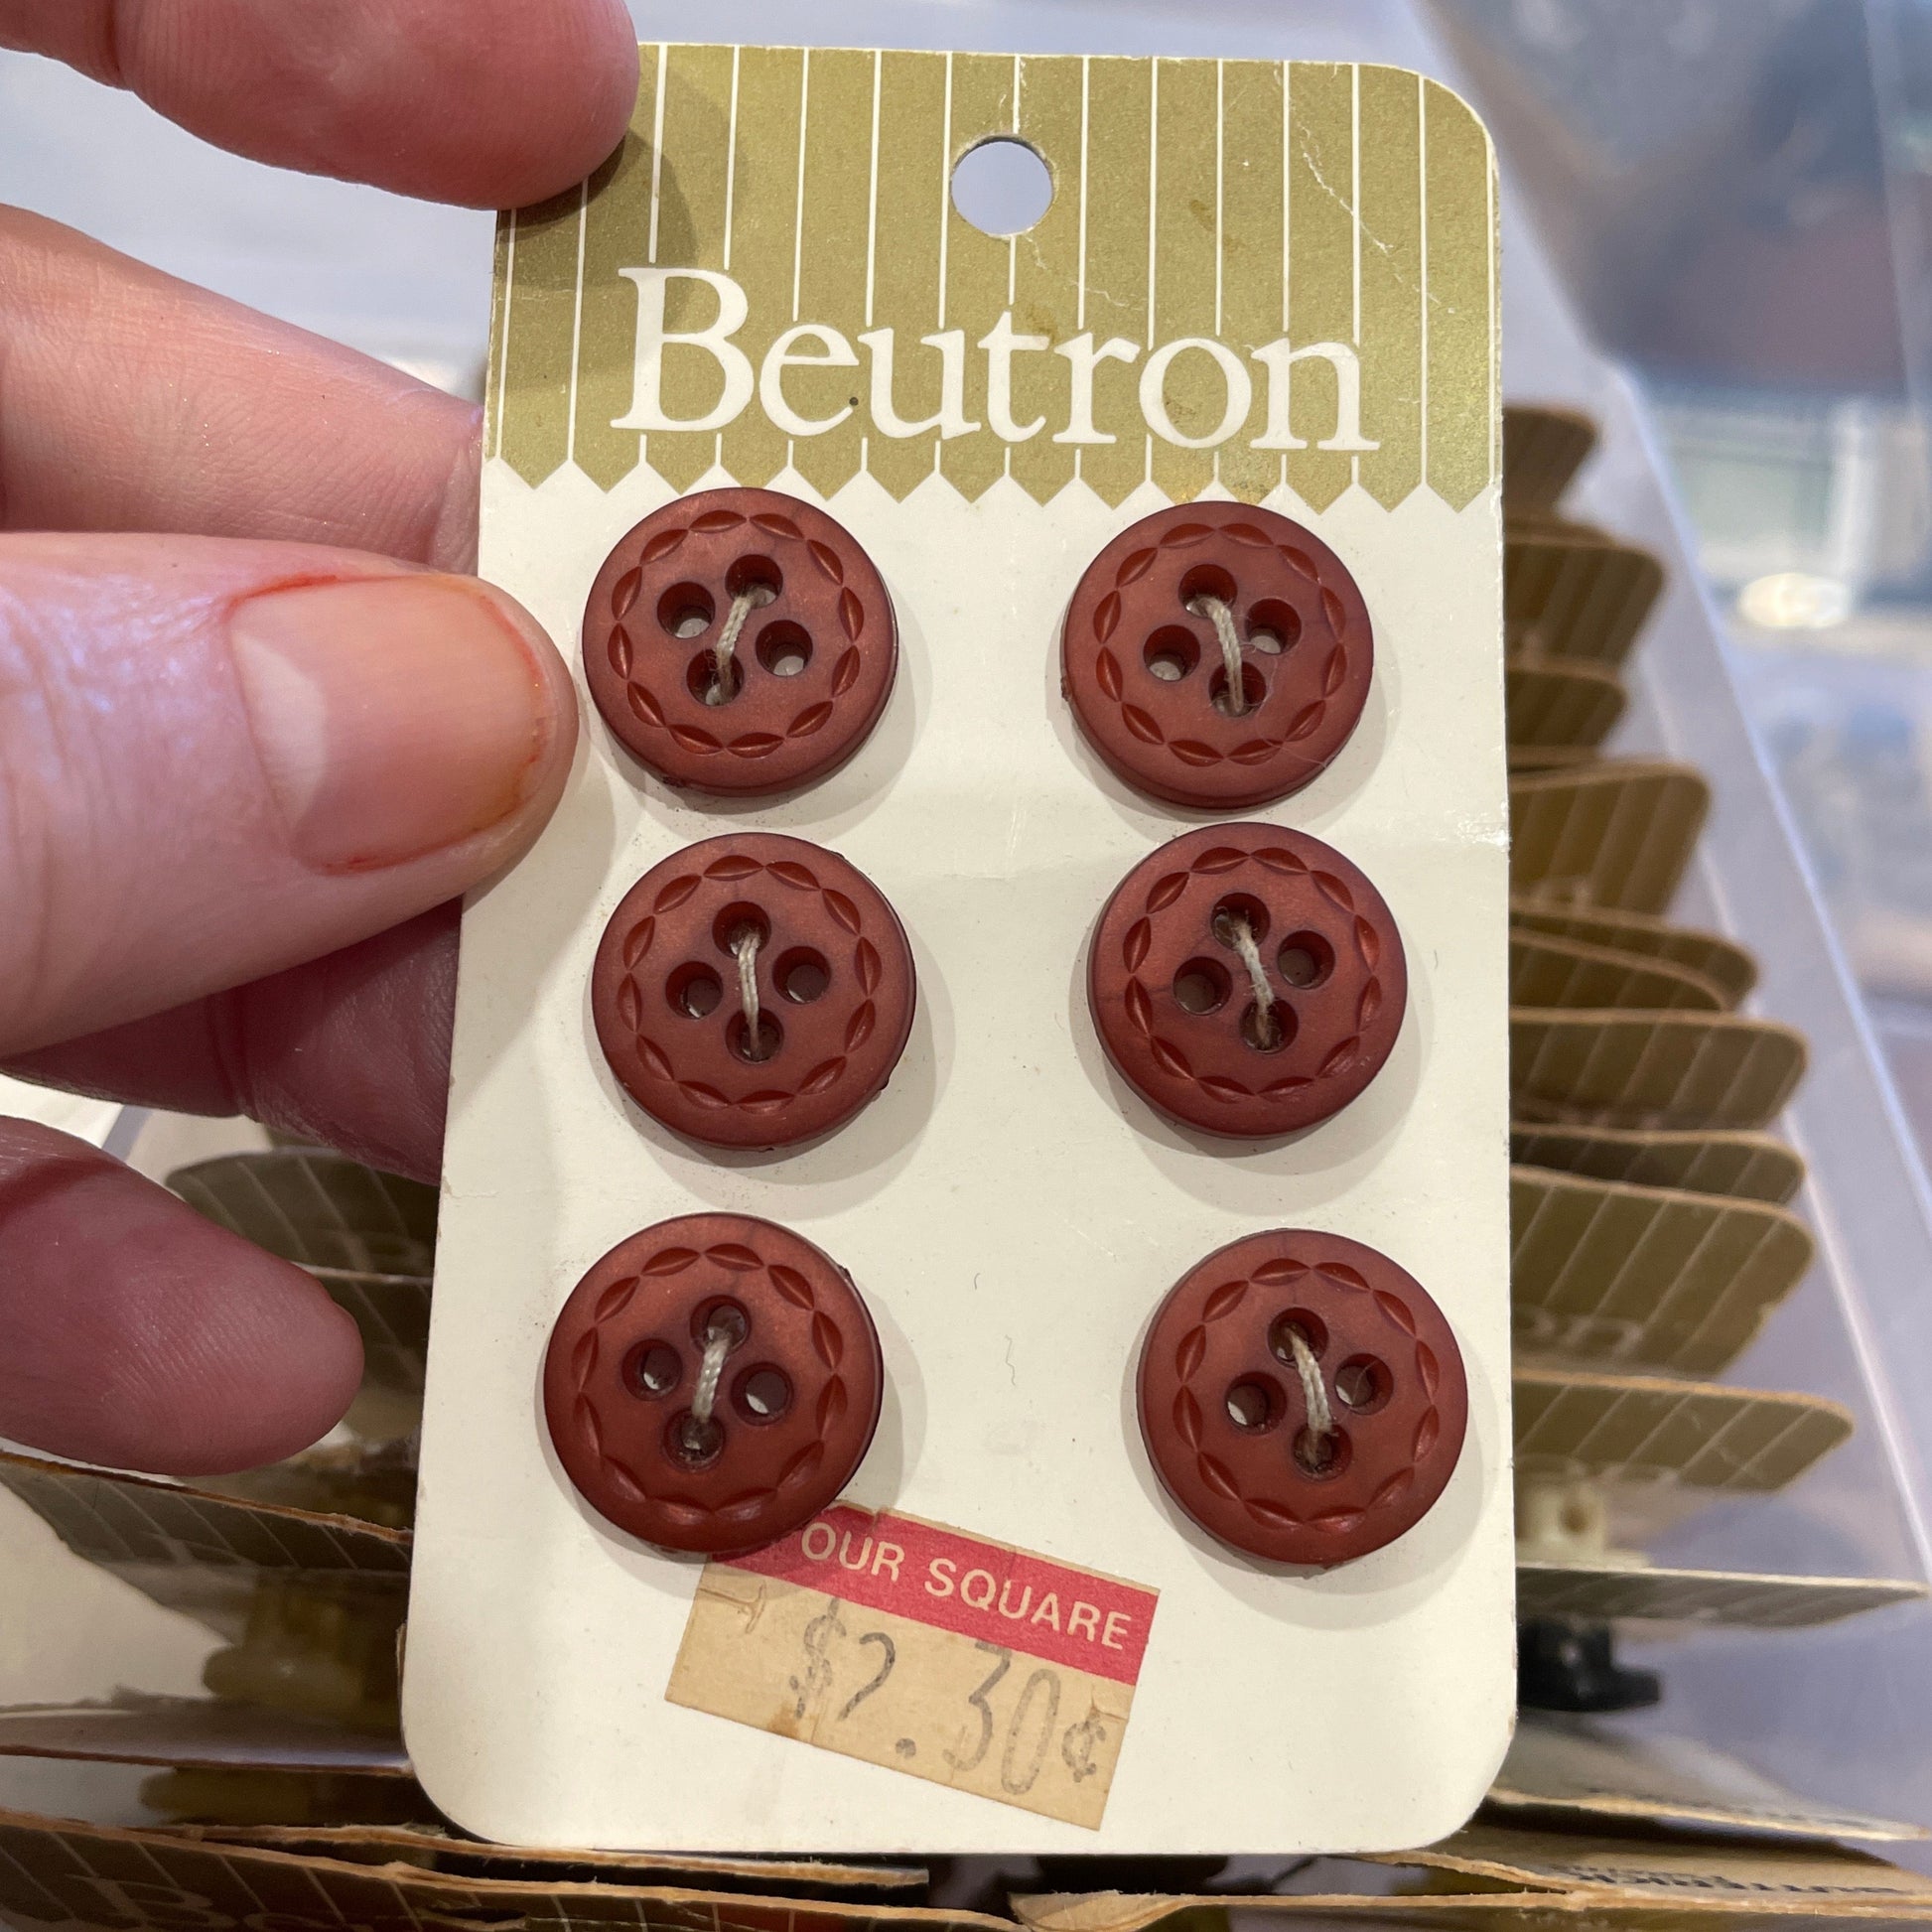 Beutron
OUR SQUARE
$2.30¢